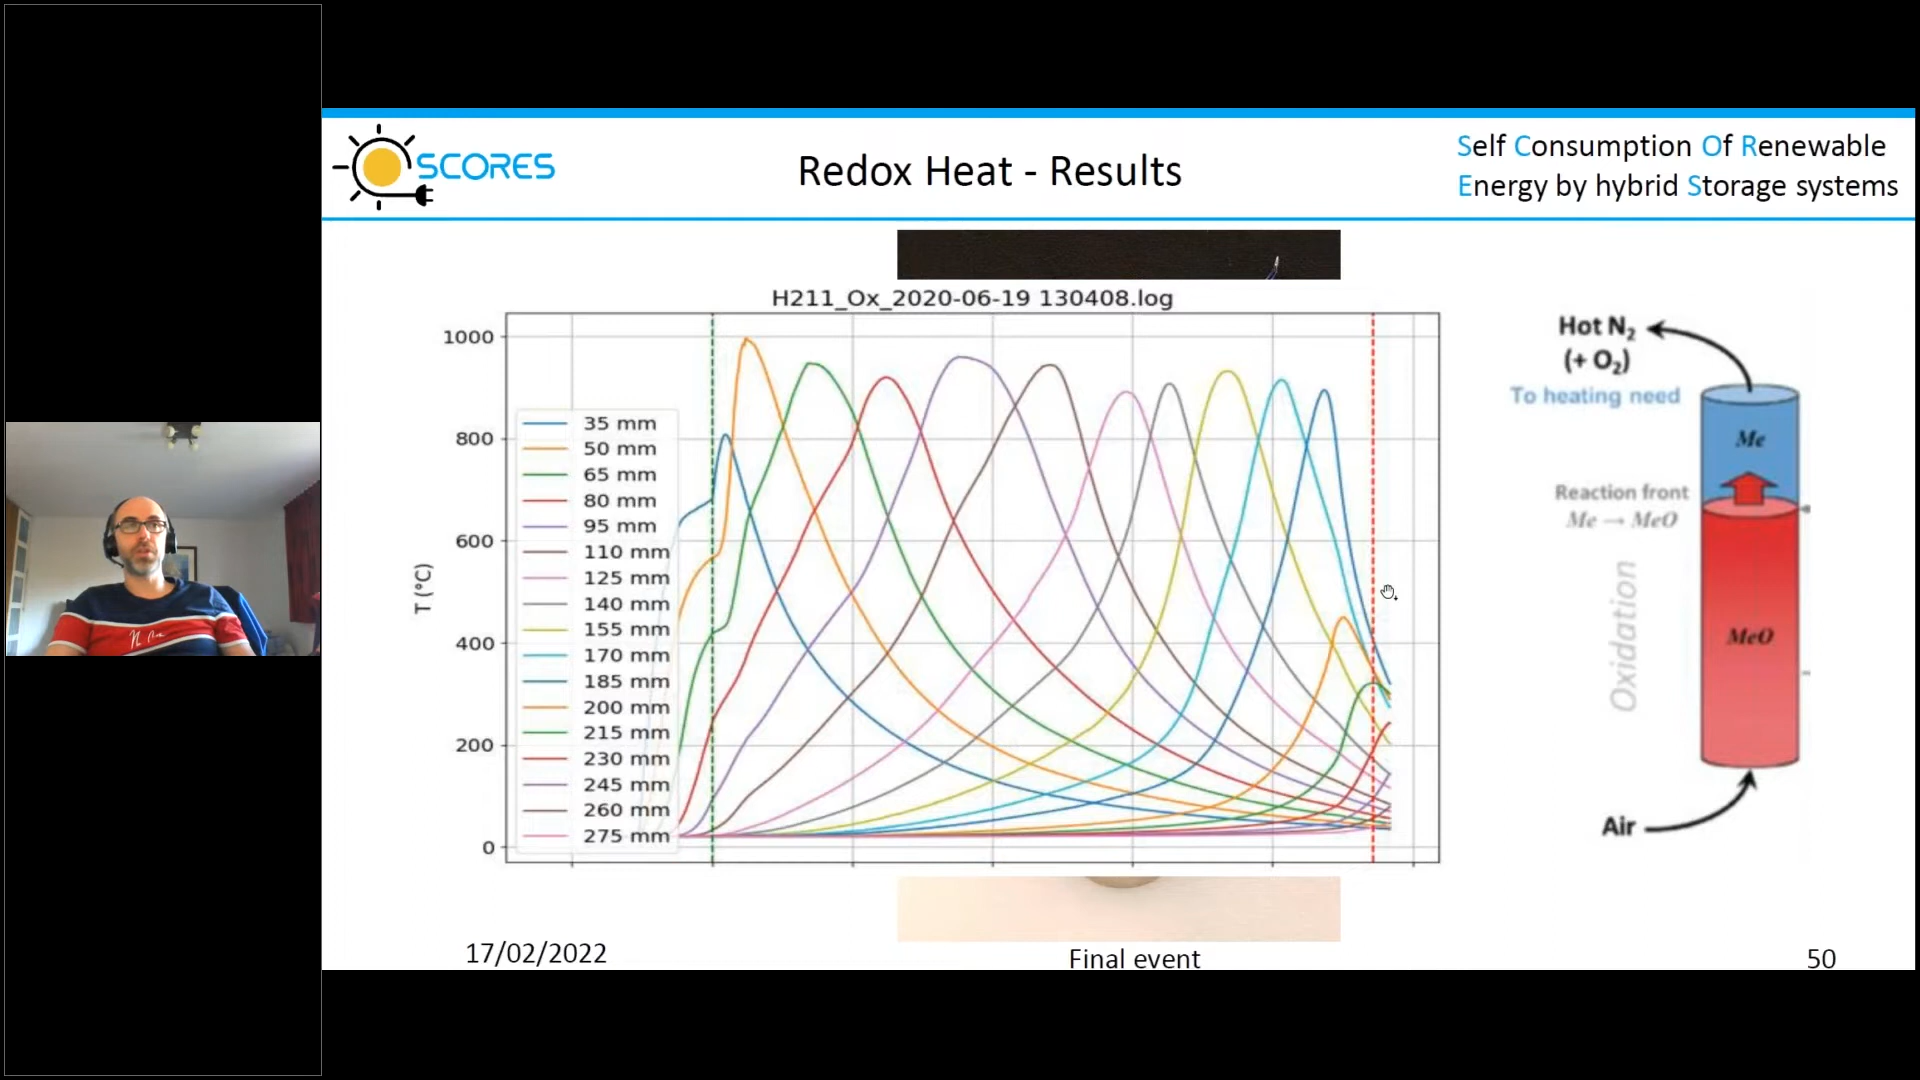 SCORES
Redox Heat - Results
Self Consumption Of Renewable
Energy by hybrid Storage systems
H211_Ox_2020-06-19 130408.log
T (°C)
1000
800
600
400
200
0
35 mm
50 mm
65 mm
80 mm
95 mm
110 mm
125 mm
140 mm
155 mm
170 mm
185 mm
200 mm
215 mm
230 mm
245 mm
260 mm
275 mm
Hot N₂
(+ O₂)
To heating need
Me
Reaction front
Me → MeO
Oxidation
MeO
Air
17/02/2022
Final event
50